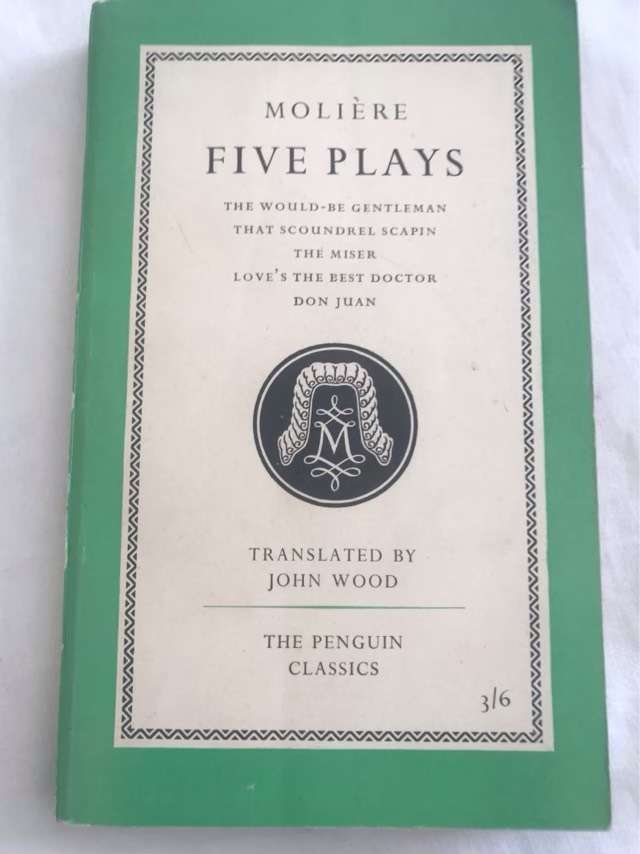 MOLIÈRE
FIVE PLAYS
THE WOULD-BE GENTLEMAN
THAT SCOUNDREL SCAPIN
THE MISER
LOVE'S THE BEST DOCTOR
DON JUAN
M
TRANSLATED BY
JOHN WOOD
THE PENGUIN
CLASSICS
3/6